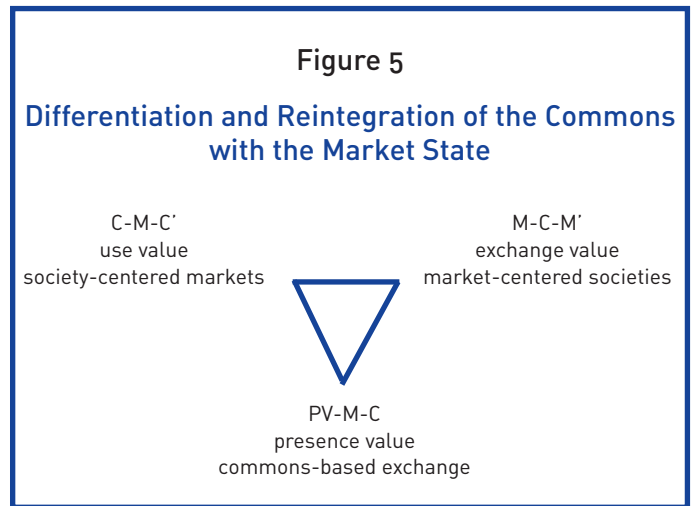 Figure 5
Differentiation and Reintegration of the Commons
with the Market State
C-M-C’
use value
society-centered markets
M-C-M’
exchange value
market-centered societies
PV-M-C
presence value
commons-based exchange